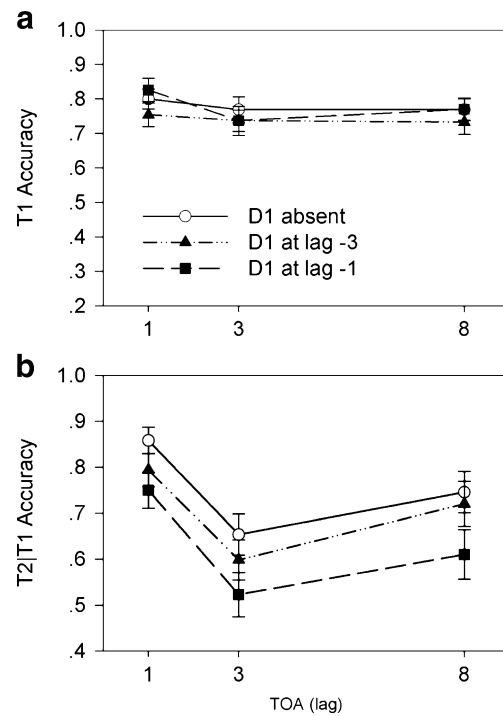 a
1.0
.9
.8
.7
.6
.5
.4
.3
.2
T1 Accuracy
D1 absent
D1 at lag -3
D1 at lag -1
1 3 8
b
1.0
.9
.8
.7
.6
.5
.4
T2|T1 Accuracy
1 3 8
TOA (lag)